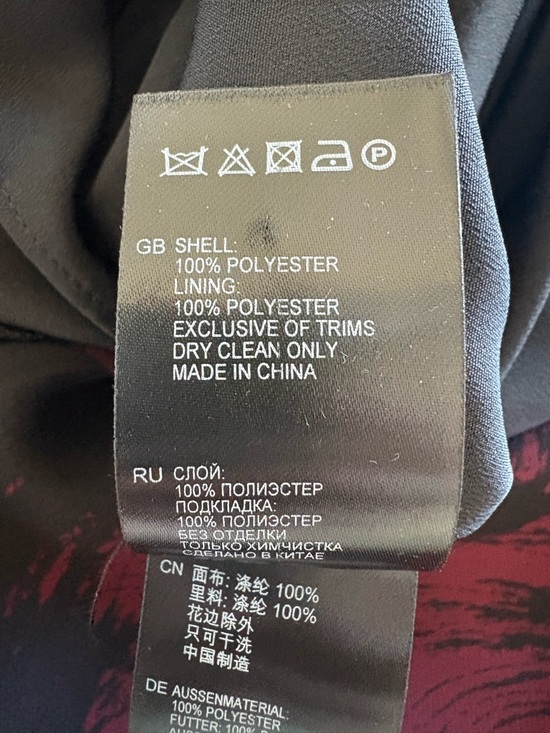 P
GB SHELL:
100% POLYESTER
LINING:
100% POLYESTER
EXCLUSIVE OF TRIMS
DRY CLEAN ONLY
MADE IN CHINA
RU СЛОЙ:
100% ПОЛИЭСТЕР
ПОДКЛАДКА:
100% ПОЛИЭСТЕР
БЕЗ ОТДЕЛКИ
ТОЛЬКО ХИМЧИСТКА
СДЕЛАНО В КИТАЕ
CN 面布: 涤纶 100%
里料: 涤纶 100%
花边除外
只可干洗
中国制造
DE AUSSENMATERIAL:
100% POLYESTER
FUTTER: 100%